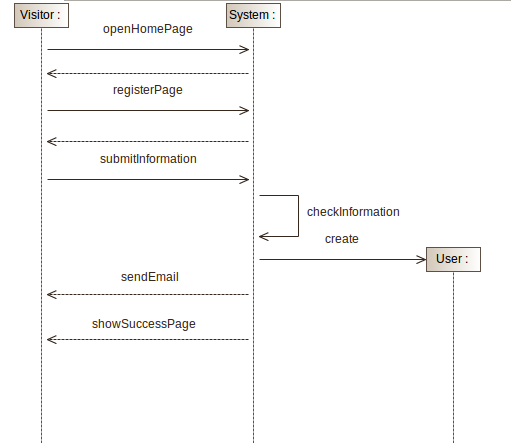 Visitor :
System :
openHomePage
registerPage
submitInformation
checkInformation
create
User :
sendEmail
showSuccessPage